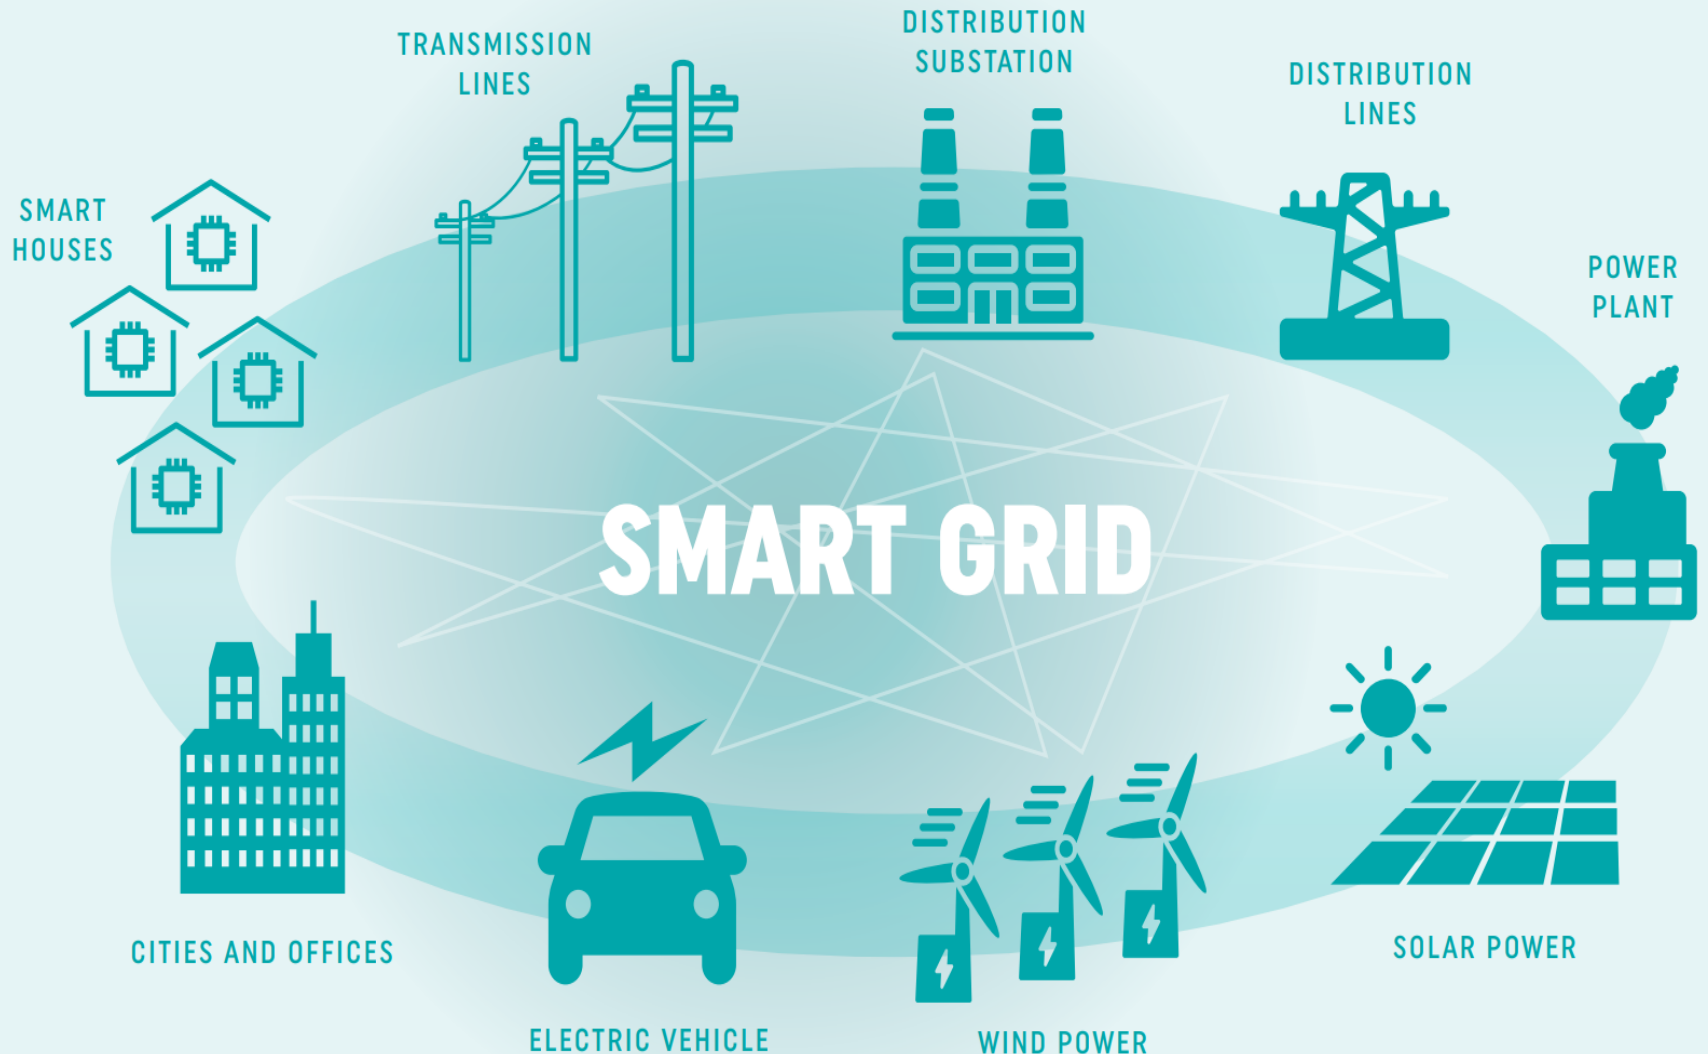 TRANSMISSION
LINES
DISTRIBUTION
SUBSTATION
DISTRIBUTION
LINES
SMART
HOUSES
POWER
PLANT
SMART GRID
CITIES AND OFFICES
SOLAR POWER
ELECTRIC VEHICLE
WIND POWER